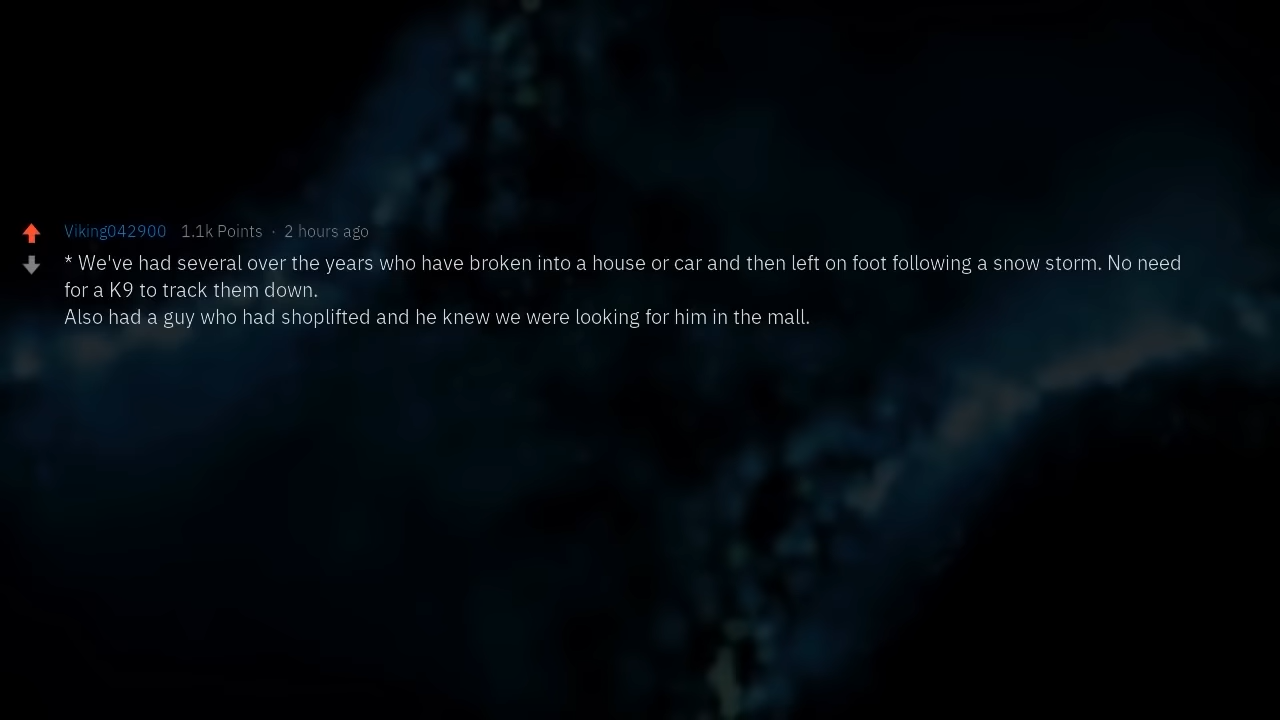 Viking042900 1.1k Points · 2 hours ago
* We've had several over the years who have broken into a house or car and then left on foot following a snow storm. No need
for a K9 to track them down.
Also had a guy who had shoplifted and he knew we were looking for him in the mall.